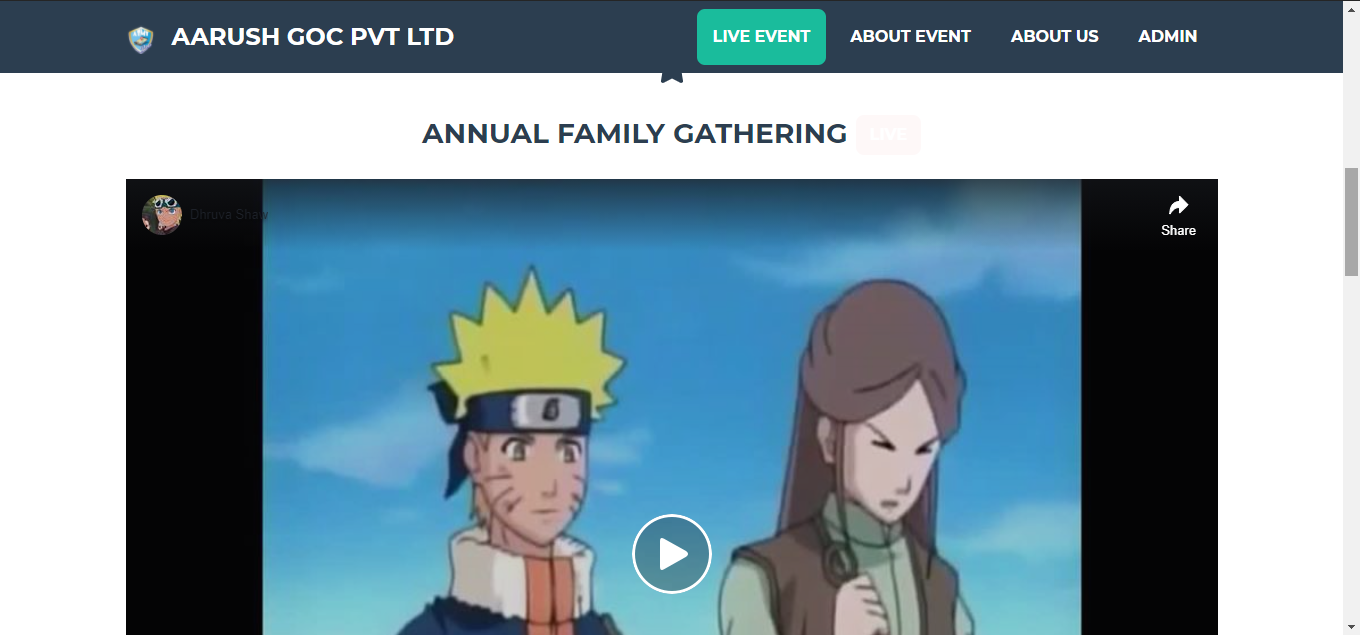 AARUSH GOC PVT LTD
LIVE EVENT
ABOUT EVENT
ABOUT US
ADMIN
ANNUAL FAMILY GATHERING
LIVE
Dhruva Shaw
Share